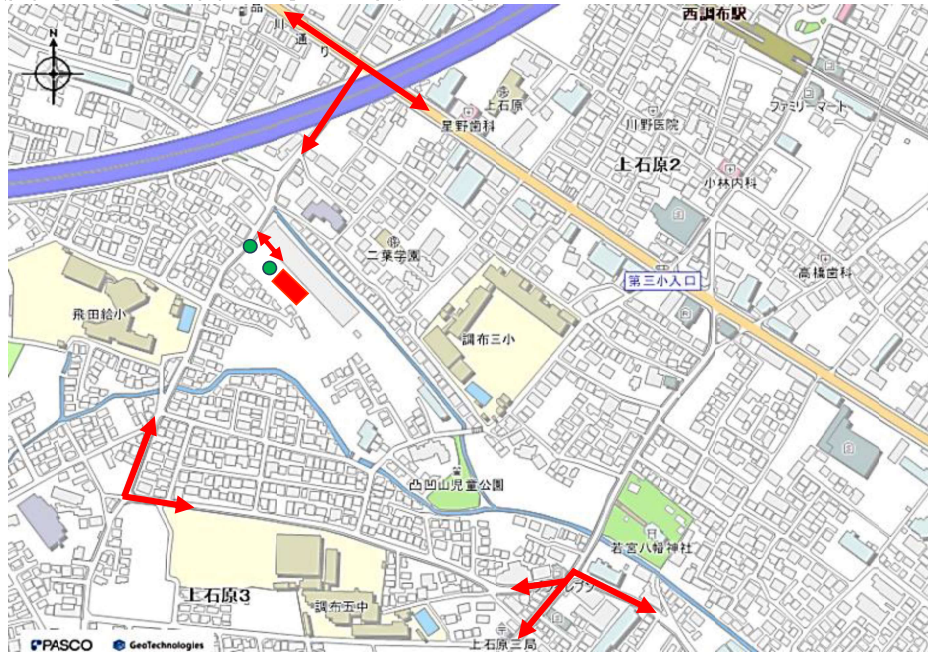 西調布駅
品川通り
N
上石原
ファミリーマート
星野歯科
川野医院
上石原2
小林内科
二葉学園
高橋歯科
第三小入口
飛田給小
調布三小
凸凹山児童公園
若宮八幡神社
上石原3
調布五中
上石原三局
PASCO
GeoTechnologies